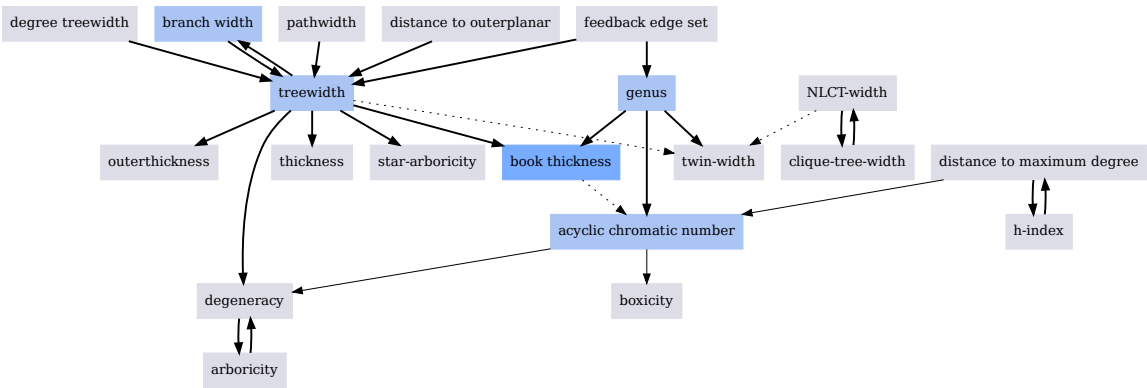 degree treewidth
branch width
pathwidth
distance to outerplanar
feedback edge set
treewidth
genus
NLCT-width
outerthickness
thickness
star-arboricity
book thickness
twin-width
clique-tree-width
distance to maximum degree
acyclic chromatic number
h-index
degeneracy
boxicity
arboricity